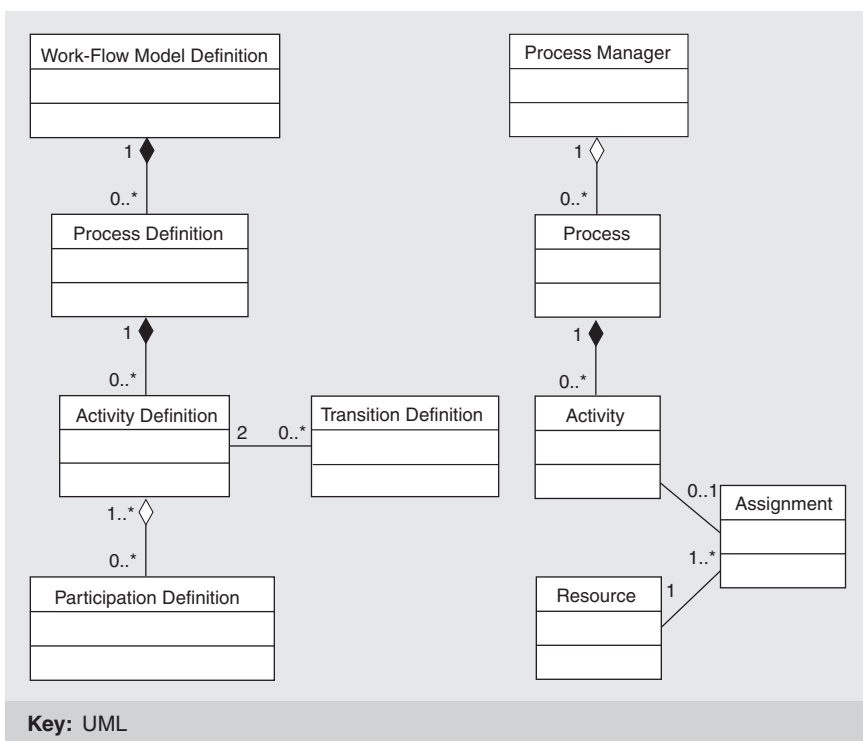 Work-Flow Model Definition
1
0..*
Process Definition
1
0..*
Activity Definition
2
0..*
Transition Definition
1..*
0..*
Participation Definition
Process Manager
1
0..*
Process
1
0..*
Activity
0..1
Assignment
1..*
1
Resource
Key: UML